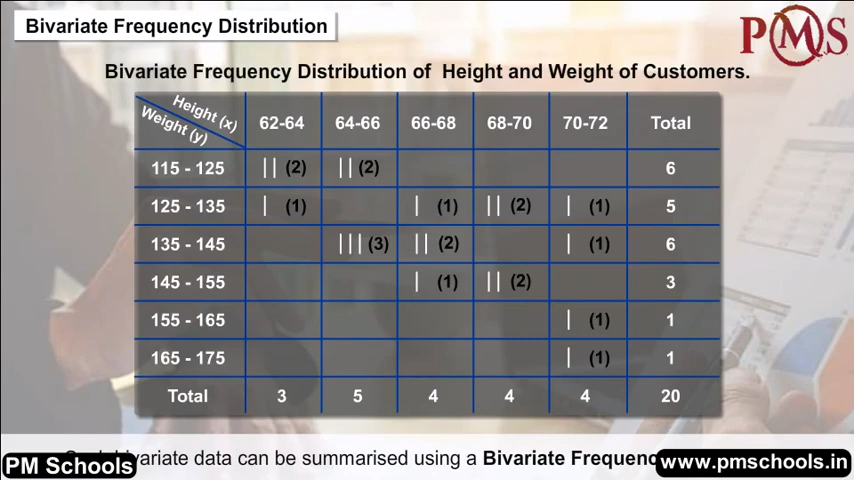 Bivariate Frequency Distribution
PMS
Bivariate Frequency Distribution of Height and Weight of Customers.
Height (x) Weight (y) 62-64 64-66 66-68 68-70 70-72 Total
115 - 125 || (2) || (2) 6
125 - 135 | (1) | (1) || (2) | (1) 5
135 - 145 ||| (3) || (2) | (1) 6
145 - 155 | (1) || (2) 3
155 - 165 | (1) 1
165 - 175 | (1) 1
Total 3 5 4 4 4 20
data can be summarised using a Bivariate
PM Schools
www.pmschools.in